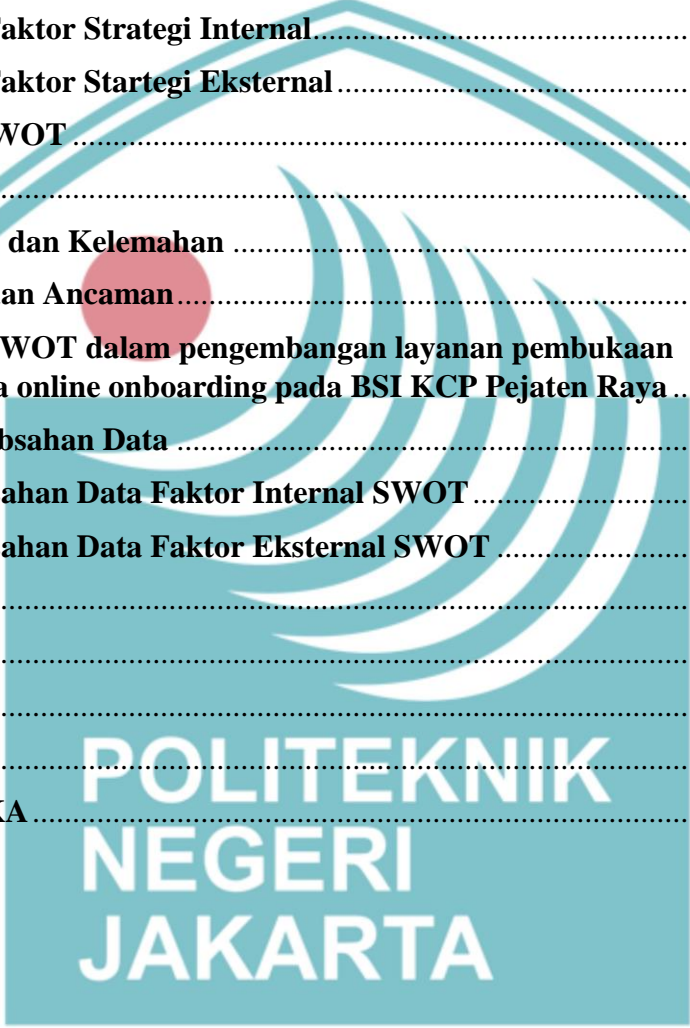 aktor Strategi Internal
aktor Startegi Eksternal
WOT
dan Kelemahan
an Ancaman
WOT dalam pengembangan layanan pembukaan
a online onboarding pada BSI KCP Pejaten Raya
bsahan Data
ahan Data Faktor Internal SWOT
ahan Data Faktor Eksternal SWOT
KA
POLITEKNIK
NEGERI
JAKARTA